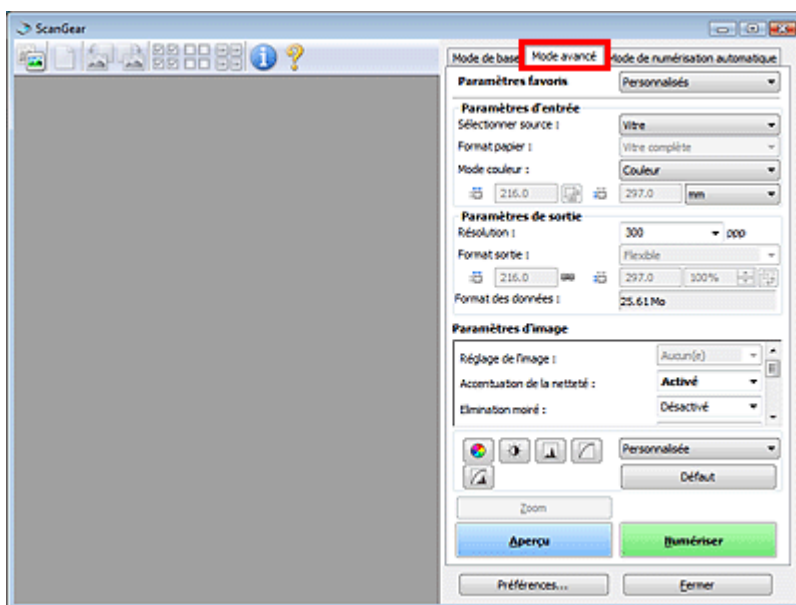 ScanGear
Mode de base Mode avancé Mode de numérisation automatique
Paramètres favoris Personnalisés
Paramètres d'entrée
Sélectionner source : Vitre
Format papier : Vitre complète
Mode couleur : Couleur
216.0 297.0 mm
Paramètres de sortie
Résolution : 300 ppp
Format sortie : Flexible
216.0 297.0 100%
Format des données : 25.61 Mo
Paramètres d'image
Réglage de l'image : Aucun(e)
Accentuation de la netteté : Activé
Elimination moiré : Désactivé
Personnalisée
Défaut
Zoom
Aperçu Numériser
Préférences... Fermer